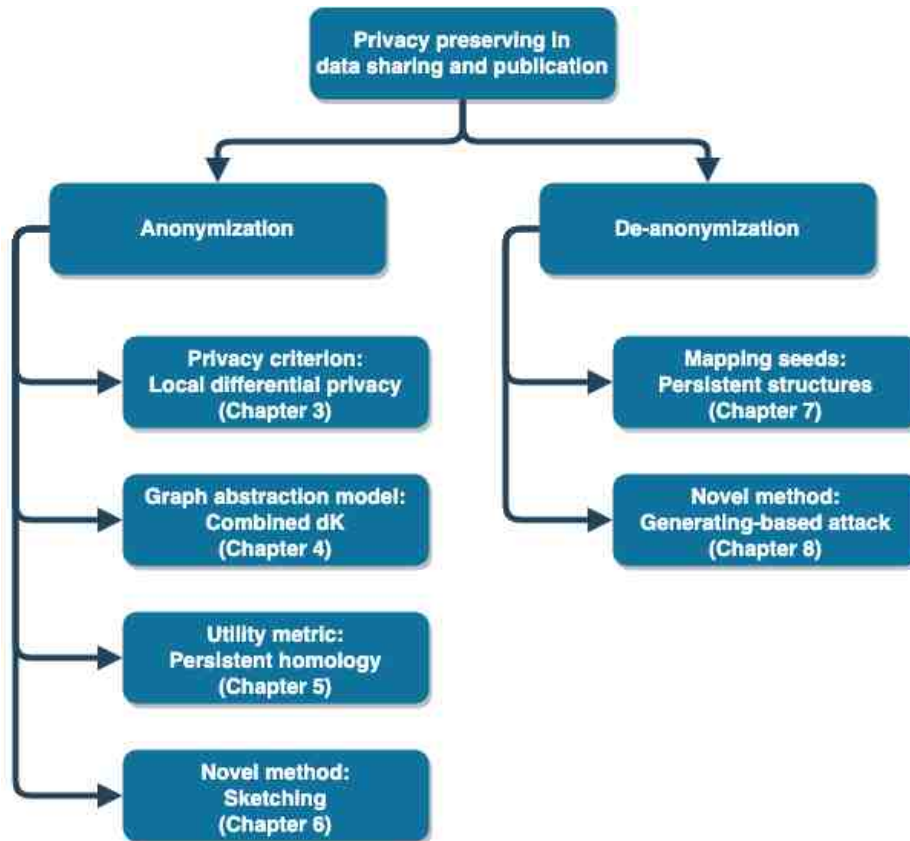 Privacy preserving in
data sharing and publication
Anonymization
De-anonymization
Privacy criterion:
Local differential privacy
(Chapter 3)
Mapping seeds:
Persistent structures
(Chapter 7)
Graph abstraction model:
Combined dK
(Chapter 4)
Novel method:
Generating-based attack
(Chapter 8)
Utility metric:
Persistent homology
(Chapter 5)
Novel method:
Sketching
(Chapter 6)